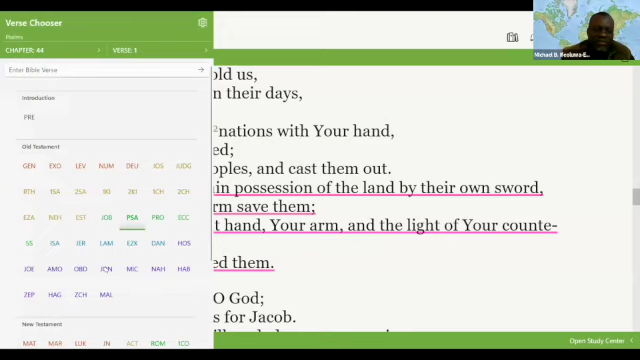 Verse Chooser
Psalms
CHAPTER: 44
VERSE: 1
Enter Bible Verse
Introduction
PRE
Old Testament
GEN EXO LEV NUM DEU JOS JUDG
RTH 1SA 2SA 1KI 2KI 1CH 2CH
EZA NEH EST JOB PSA PRO ECC
SS ISA JER LAM EZK DAN HOS
JOE AMO OBD JON MIC NAH HAB
ZEP HAG ZCH MAL
New Testament
MAT MAR LUK JN ACT ROM 1CO
old us,
n their days,
2 nations with Your hand,
ed;
oples, and cast them out.
ain possession of the land by their own sword,
rm save them;
t hand, Your arm, and the light of Your counte-
ed them.
O God;
s for Jacob.
Open Study Center
Michael B.